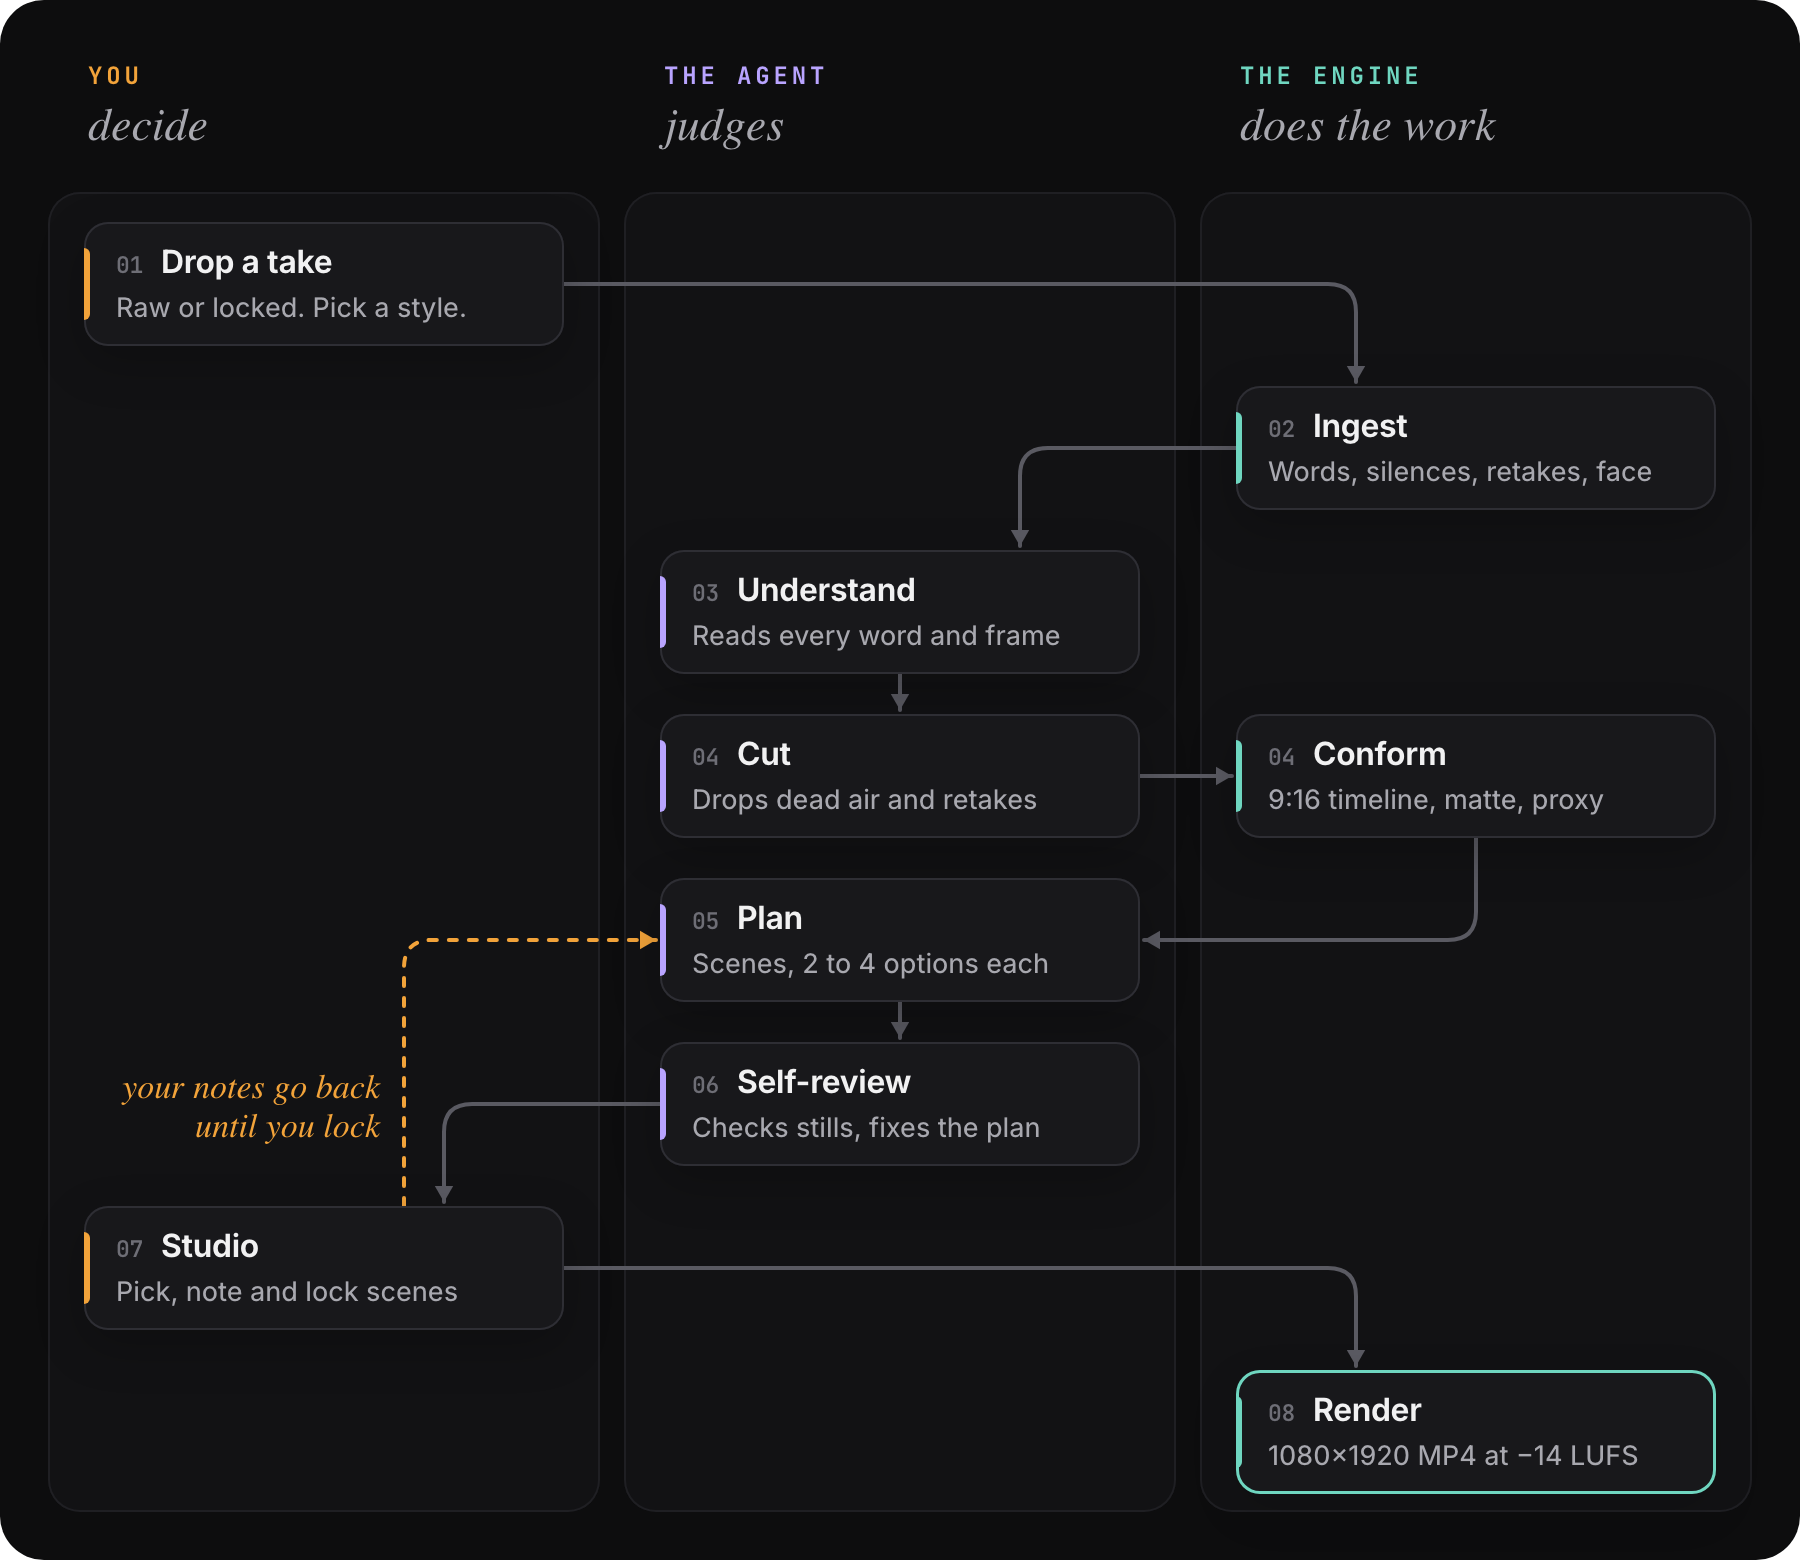 YOU
decide
THE AGENT
judges
THE ENGINE
does the work
01 Drop a take
Raw or locked. Pick a style.
02 Ingest
Words, silences, retakes, face
03 Understand
Reads every word and frame
04 Cut
Drops dead air and retakes
04 Conform
9:16 timeline, matte, proxy
05 Plan
Scenes, 2 to 4 options each
06 Self-review
Checks stills, fixes the plan
your notes go back
until you lock
07 Studio
Pick, note and lock scenes
08 Render
1080×1920 MP4 at −14 LUFS